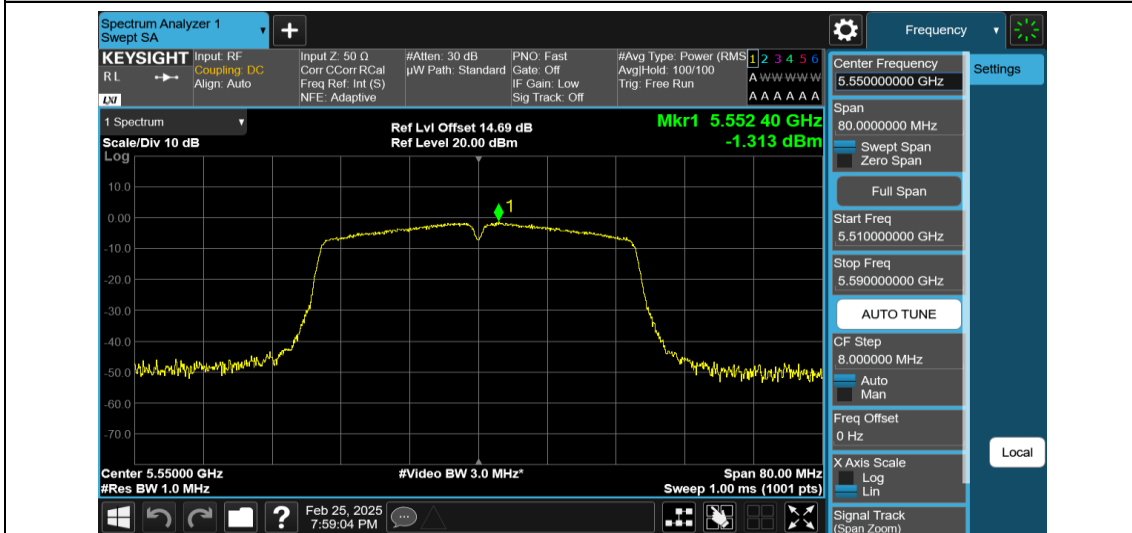 Spectrum Analyzer 1
Swept SA
Frequency
KEYSIGHT
R L
LXI
Input: RF
Coupling: DC
Align: Auto
Input Z: 50 Ω
Corr CCorr RCal
Freq Ref: Int (S)
NFE: Adaptive
#Atten: 30 dB
µW Path: Standard
PNO: Fast
Gate: Off
IF Gain: Low
Sig Track: Off
#Avg Type: Power (RMS
Avg|Hold: 100/100
Trig: Free Run
1 2 3 4 5 6
A W W W W W
A A A A A A
1 Spectrum
Scale/Div 10 dB
Log
Ref Lvl Offset 14.69 dB
Ref Level 20.00 dBm
Mkr1 5.552 40 GHz
-1.313 dBm
1
10.0
0.00
-10.0
-20.0
-30.0
-40.0
-50.0
-60.0
-70.0
Center 5.55000 GHz
#Res BW 1.0 MHz
#Video BW 3.0 MHz*
Span 80.00 MHz
Sweep 1.00 ms (1001 pts)
Center Frequency
5.550000000 GHz
Span
80.0000000 MHz
Swept Span
Zero Span
Full Span
Start Freq
5.510000000 GHz
Stop Freq
5.590000000 GHz
AUTO TUNE
CF Step
8.000000 MHz
Auto
Man
Freq Offset
0 Hz
X Axis Scale
Log
Lin
Signal Track
(Span Zoom)
Settings
Local
?
Feb 25, 2025
7:59:04 PM